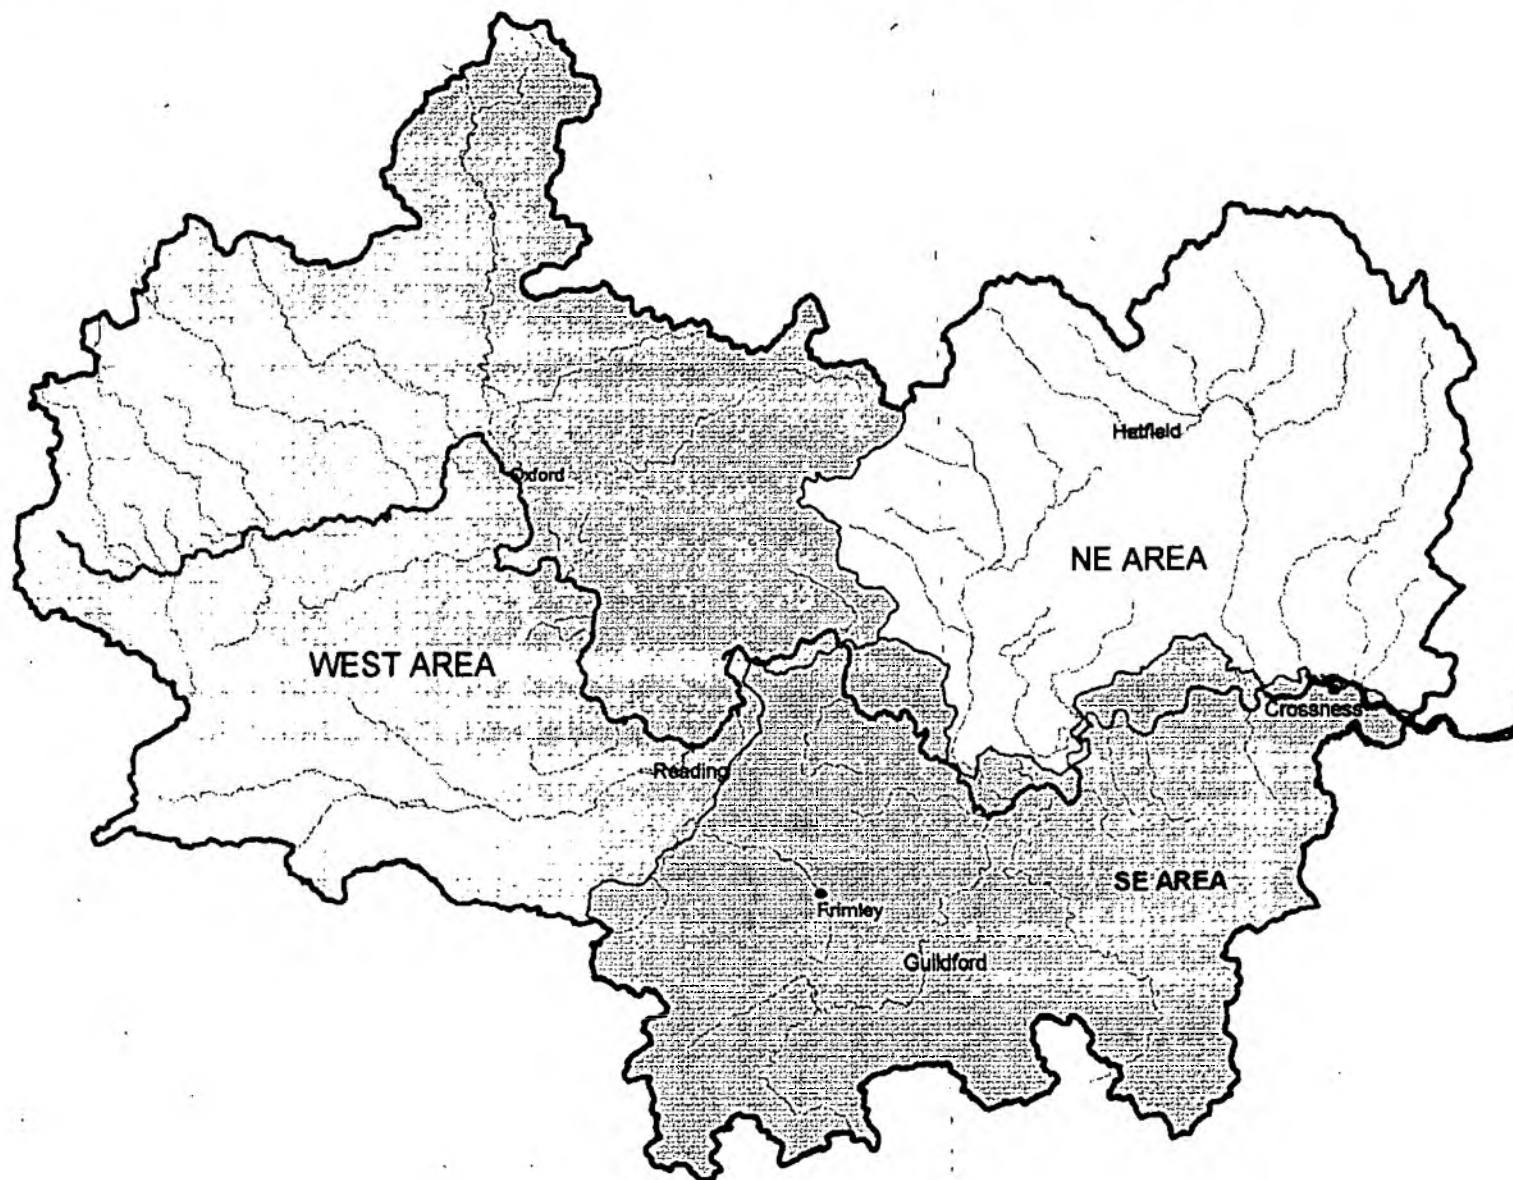 Hatfield
Oxford
NE AREA
WEST AREA
Crossness
Reading
SE AREA
Frimley
Guildford